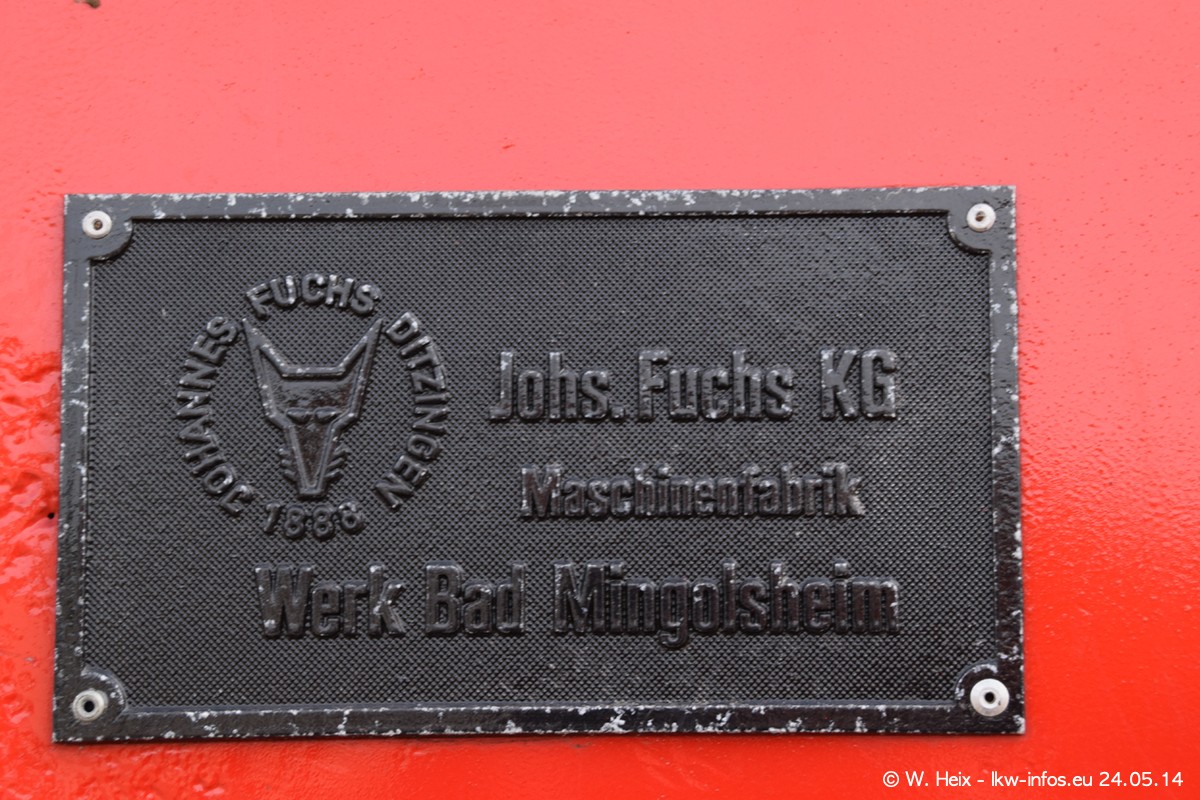 JOHANNES FUCHS DITZINGEN
1888
Johs. Fuchs KG
Maschinenfabrik
Werk Bad Mingolsheim
© W. Heix - lkw-infos.eu 24.05.14